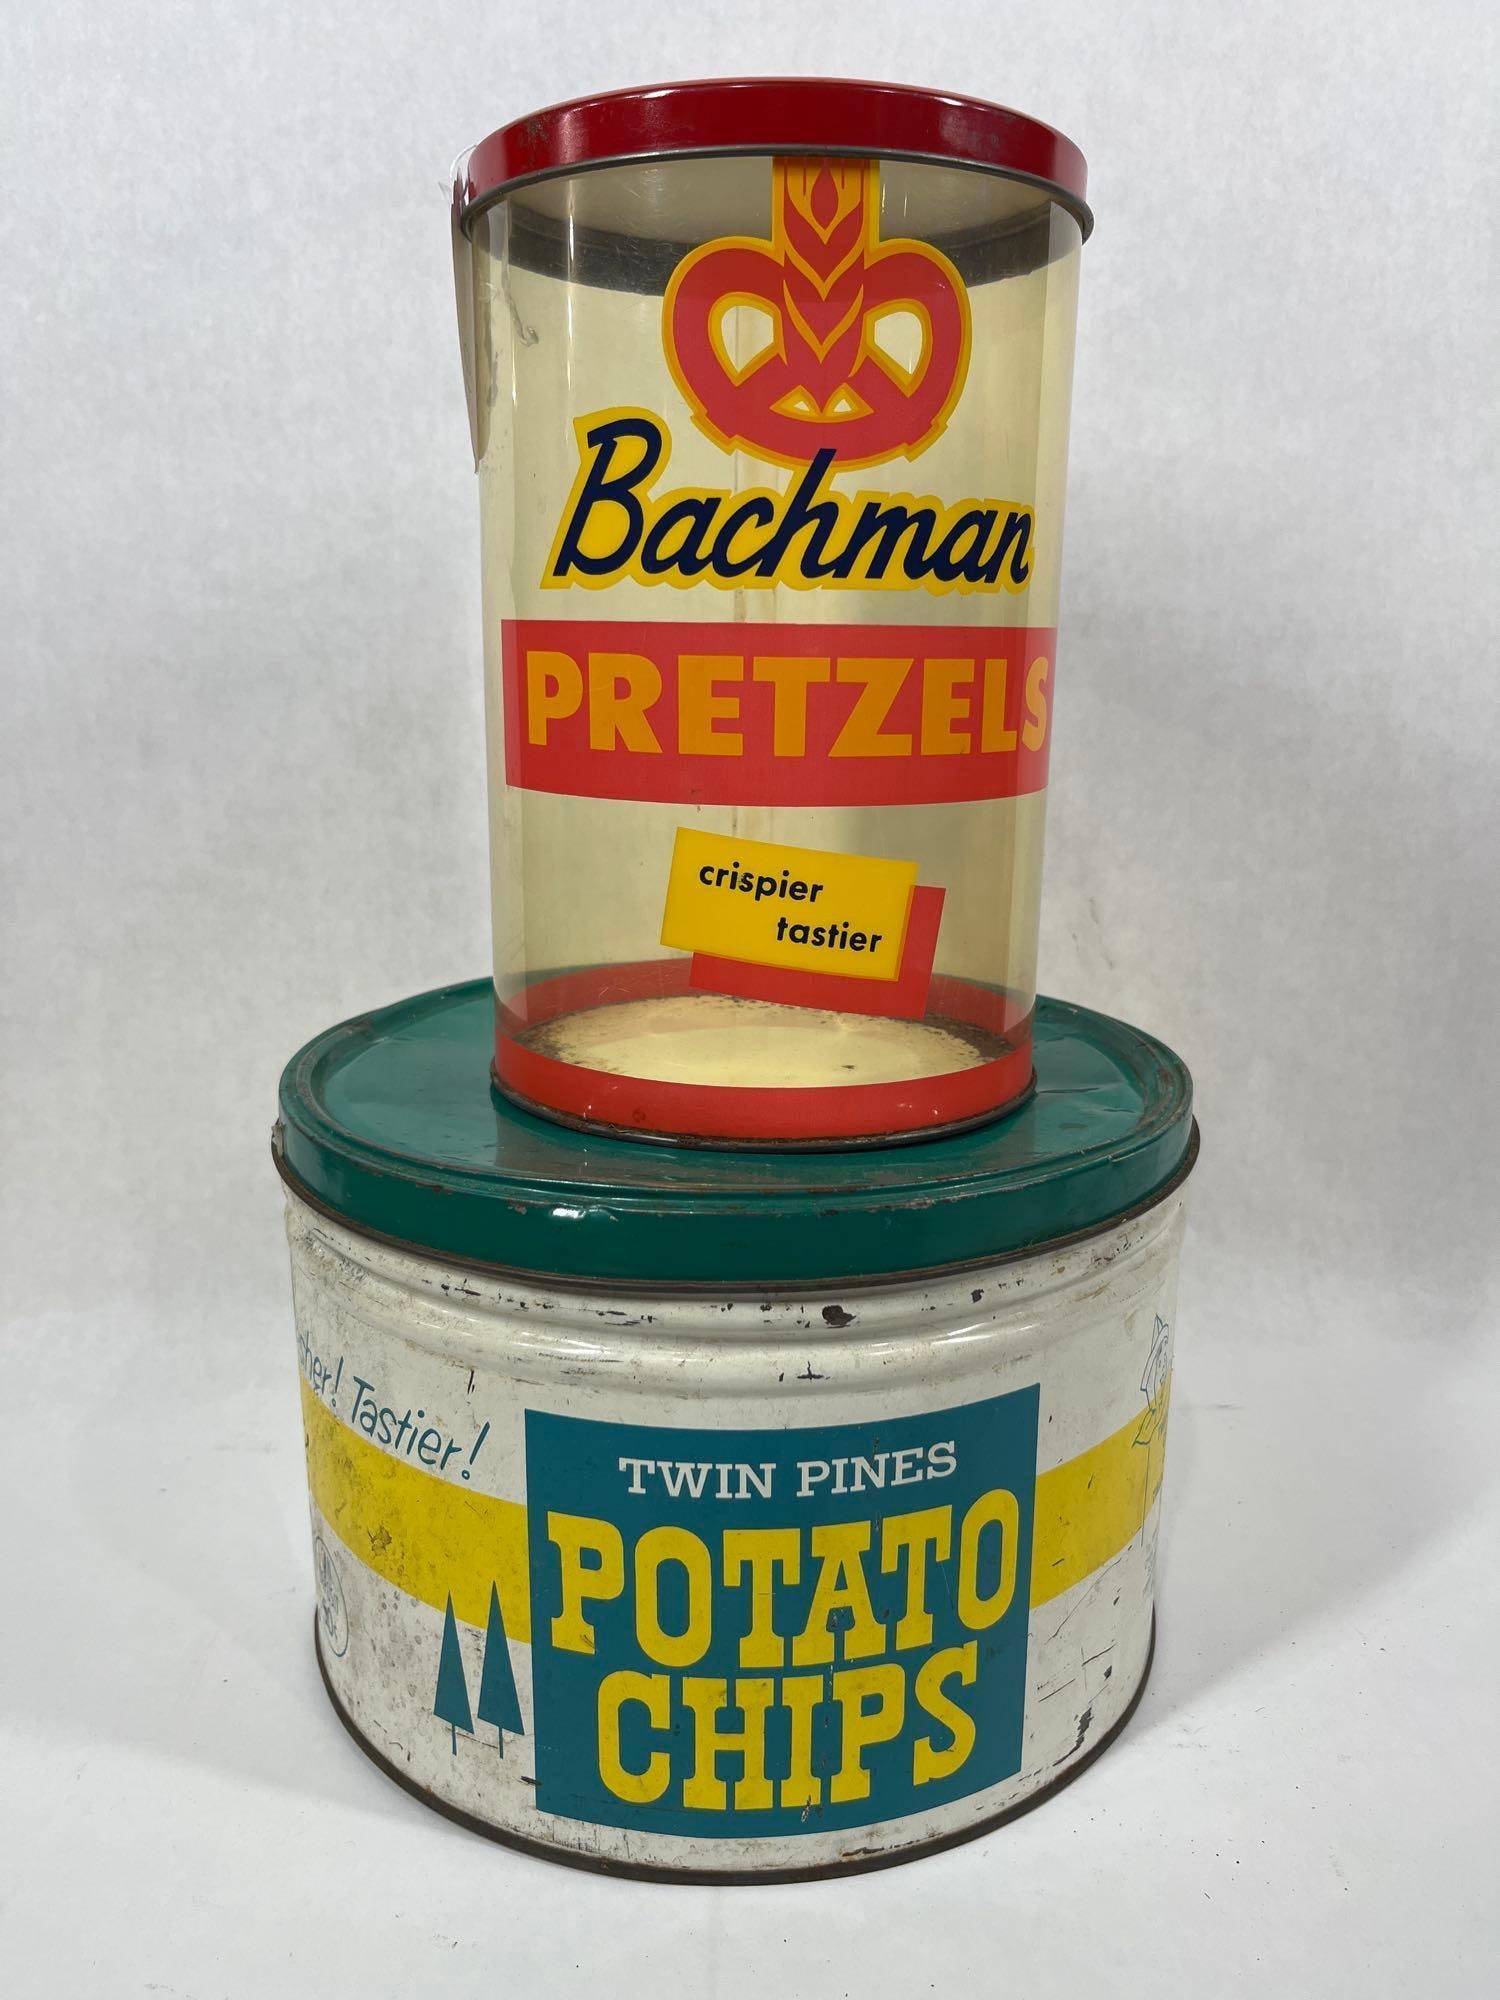 Bachman
PRETZELS
crispier
tastier
Tastier!
TWIN PINES
POTATO
CHIPS